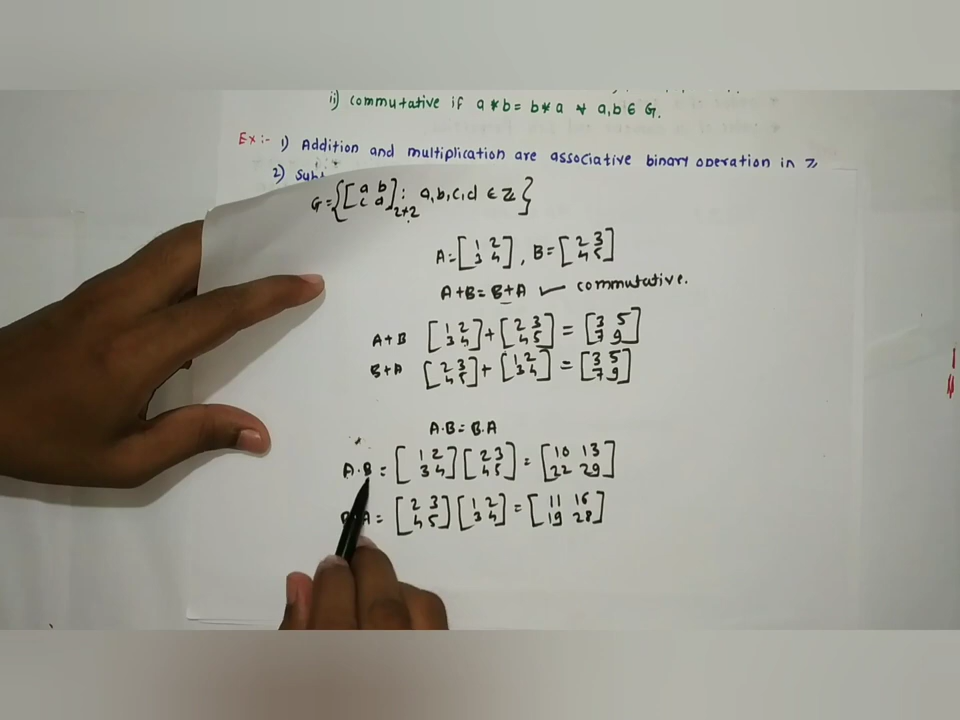 ii) commutative if a * b = b * a ∀ a, b ∈ G.
Ex :- 1) Addition and multiplication are associative binary operation in Z
2) Sub
G = { [ a b ; c d ]2×2 : a, b, c, d ∈ Z }
A = [ 1 2 ; 3 4 ], B = [ 2 3 ; 4 5 ]
A+B = B+A ✓ commutative.
A+B [ 1 2 ; 3 4 ] + [ 2 3 ; 4 5 ] = [ 3 5 ; 7 9 ]
B+A [ 2 3 ; 4 5 ] + [ 1 2 ; 3 4 ] = [ 3 5 ; 7 9 ]
A·B = B·A
A·B = [ 1 2 ; 3 4 ] [ 2 3 ; 4 5 ] = [ 10 13 ; 22 29 ]
A = [ 2 3 ; 4 5 ] [ 1 2 ; 3 4 ] = [ 11 16 ; 19 28 ]